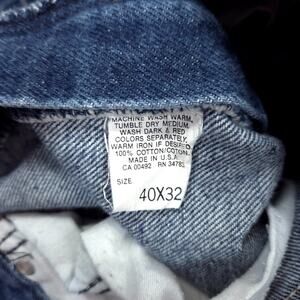 MACHINE WASH WARM,
TUMBLE DRY MEDIUM.
WASH DARK & RED
COLORS SEPARATELY,
WARM IRON IF DESIRED.
100% COTTON/COTON.
MADE IN U.S.A.
CA 00492 RN 34782
SIZE
40X32